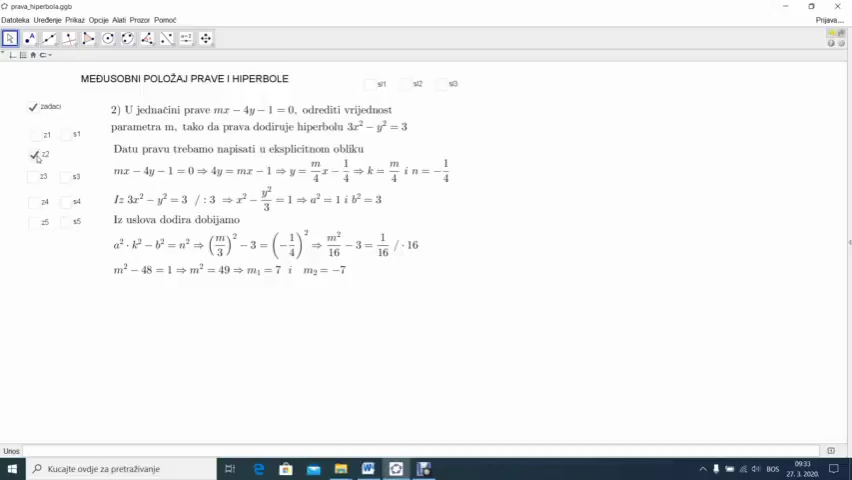 prava_hiperbola.ggb
Datoteka Uređenje Prikaz Opcije Alati Prozor Pomoć
Prijava...
MEĐUSOBNI POLOŽAJ PRAVE I HIPERBOLE
sl1 sl2 sl3
zadaci
2) U jednačini prave mx − 4y − 1 = 0, odrediti vrijednost
parametra m, tako da prava dodiruje hiperbolu 3x² − y² = 3
z1 s1
z2
z3 s3
z4 s4
z5 s5
Datu pravu trebamo napisati u eksplicitnom obliku
mx − 4y − 1 = 0 ⇒ 4y = mx − 1 ⇒ y = m/4 x − 1/4 ⇒ k = m/4 i n = −1/4
Iz 3x² − y² = 3 / : 3 ⇒ x² − y²/3 = 1 ⇒ a² = 1 i b² = 3
Iz uslova dodira dobijamo
a² · k² − b² = n² ⇒ (m/3)² − 3 = (−1/4)² ⇒ m²/16 − 3 = 1/16 / · 16
m² − 48 = 1 ⇒ m² = 49 ⇒ m₁ = 7 i m₂ = −7
Unos
Kucajte ovdje za pretraživanje
BOS
09:33
27. 3. 2020.